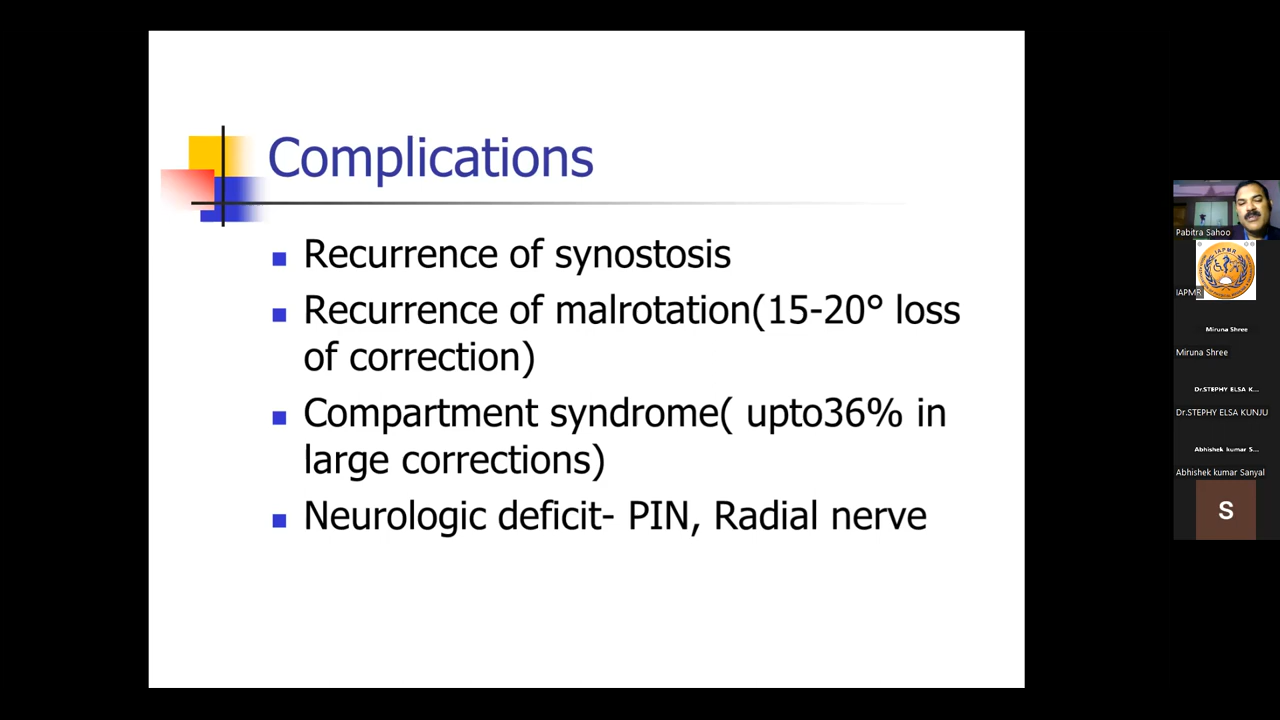 Complications
Recurrence of synostosis
Recurrence of malrotation(15-20° loss
of correction)
Compartment syndrome( upto36% in
large corrections)
Neurologic deficit- PIN, Radial nerve
Pabitra Sahoo
IAPMR
IAPMR
Miruna Shree
Miruna Shree
Dr.STEPHY ELSA K...
Dr.STEPHY ELSA KUNJU
Abhishek kumar S...
Abhishek kumar Sanyal
S